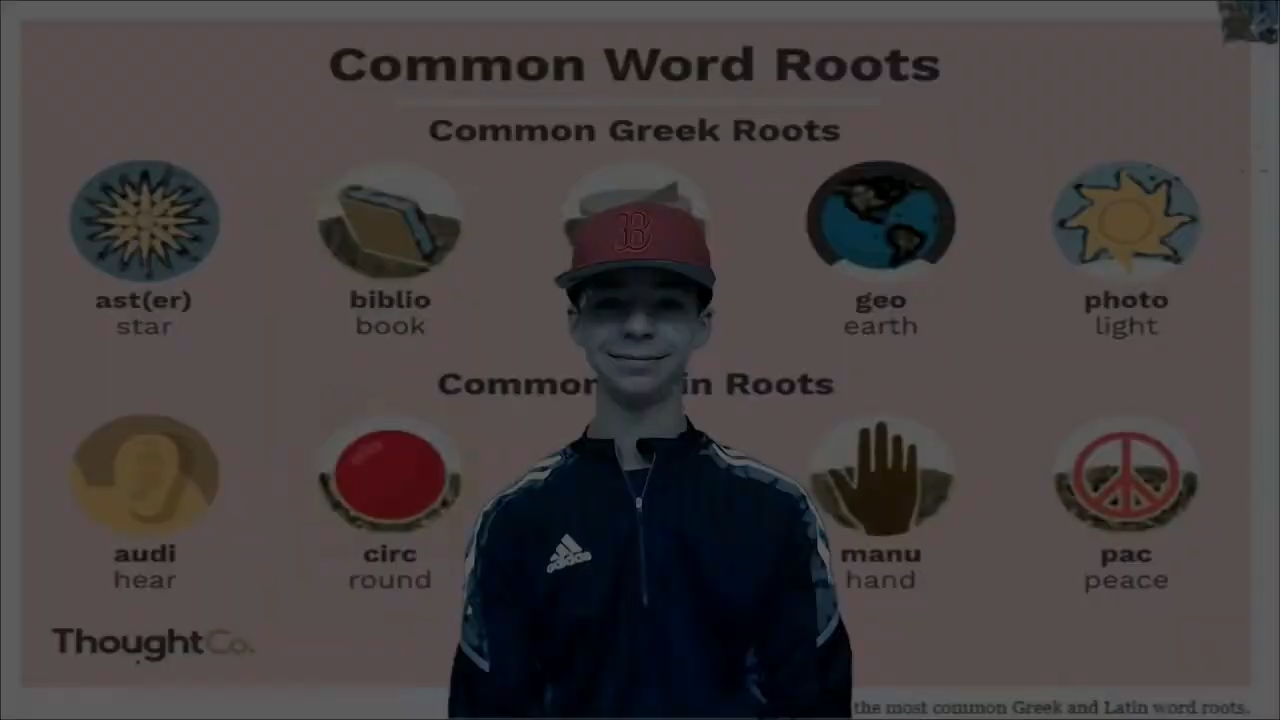 Common Word Roots
Common Greek Roots
ast(er) biblio geo photo
star book earth light
Common in Roots
audi circ manu pac
hear round hand peace
ThoughtCo.
B
adidas
the most common Greek and Latin word roots.